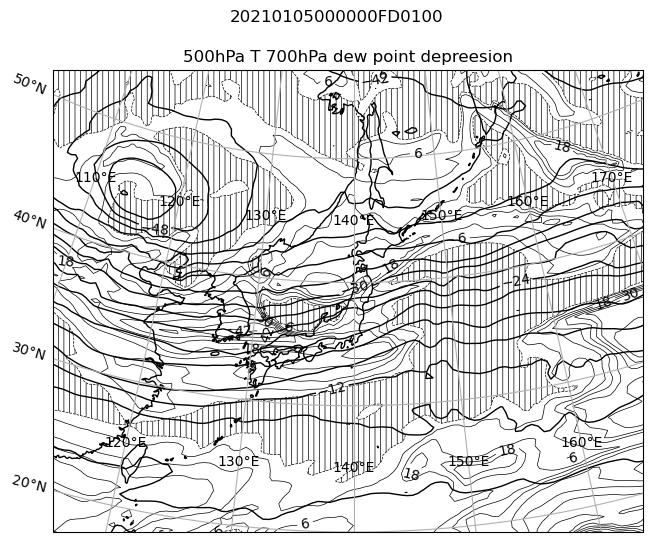 20210105000000FD0100
500hPa T 700hPa dew point depreesion
50°N
6
-42
6
18
110°E
120°E
130°E
140°E
150°E
160°E
170°E
40°N
-48
6
18
18
-30
-24
18
30
30°N
-12
120°E
130°E
140°E
150°E
160°E
18
18
6
20°N
6